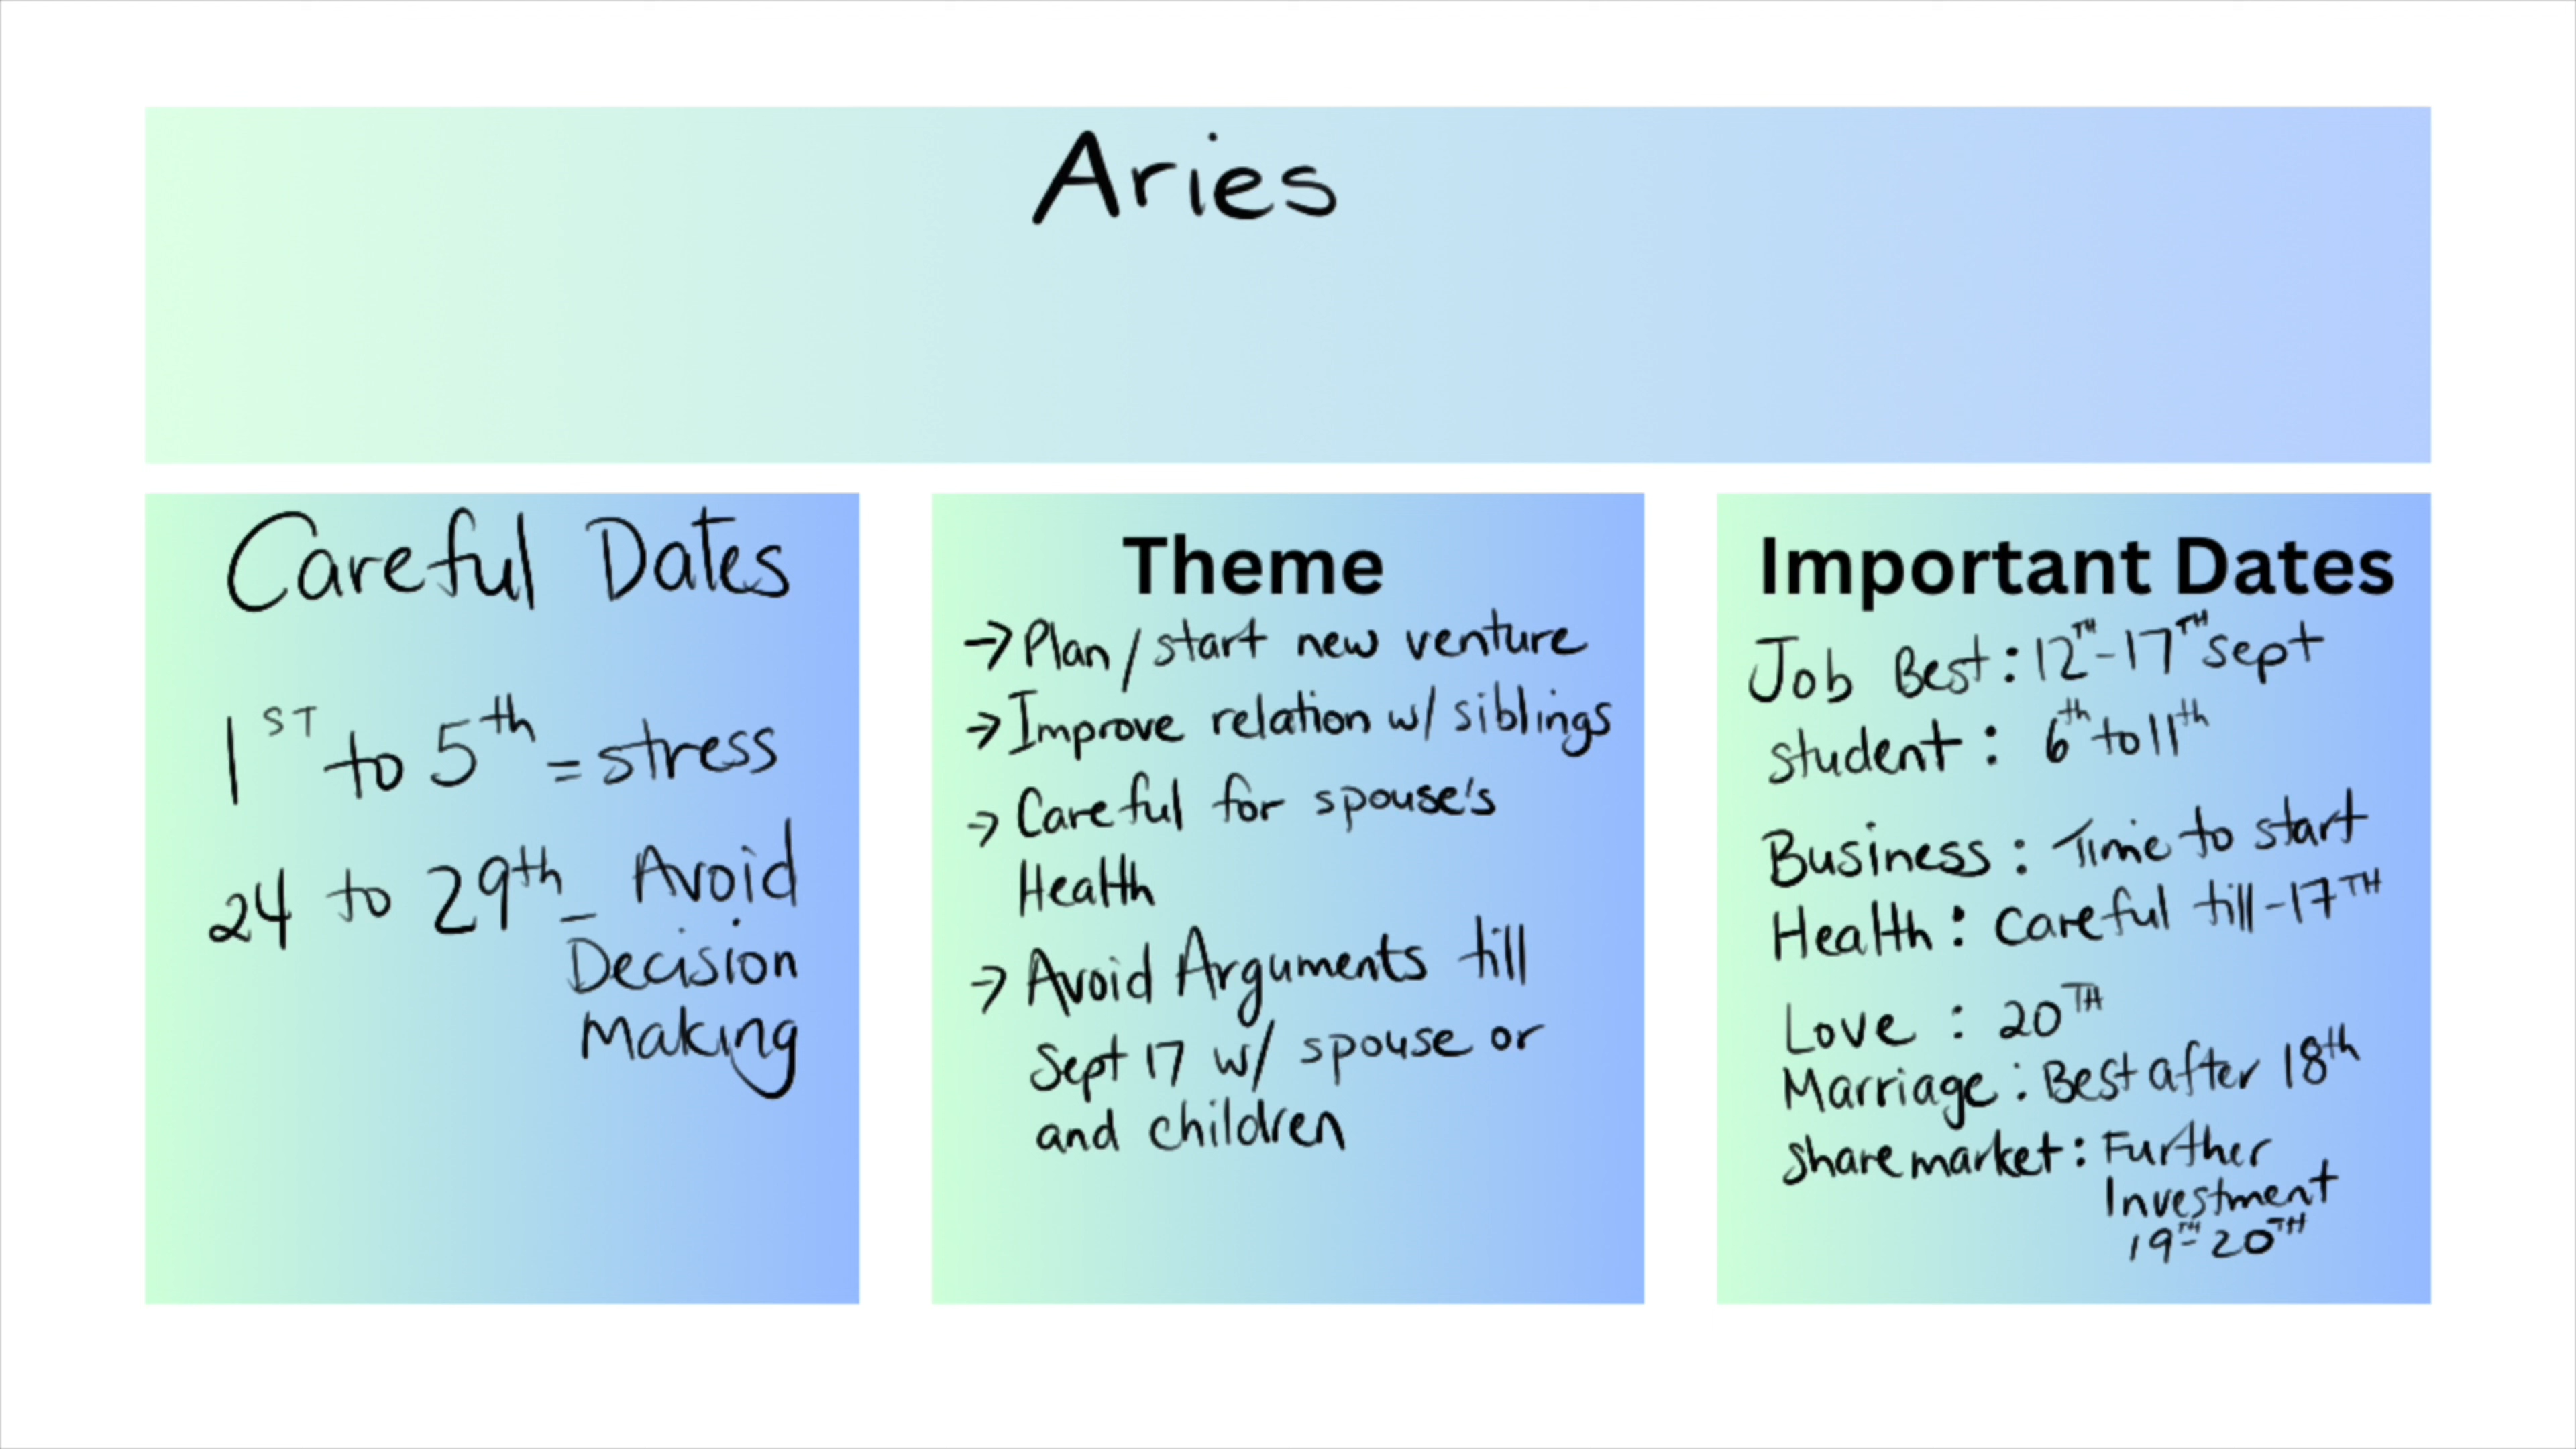 Aries
Careful Dates
1ST to 5th = stress
24 to 29th - Avoid
Decision
Making
Theme
→ Plan / start new venture
→ Improve relation w/ siblings
→ Careful for spouse's
Health
→ Avoid Arguments till
Sept 17 w/ spouse or
and children
Important Dates
Job Best : 12TH - 17TH sept
student : 6th to 11th
Business : Time to start
Health : Careful till - 17TH
Love : 20TH
Marriage : Best after 18th
share market : Further
Investment
19TH - 20TH